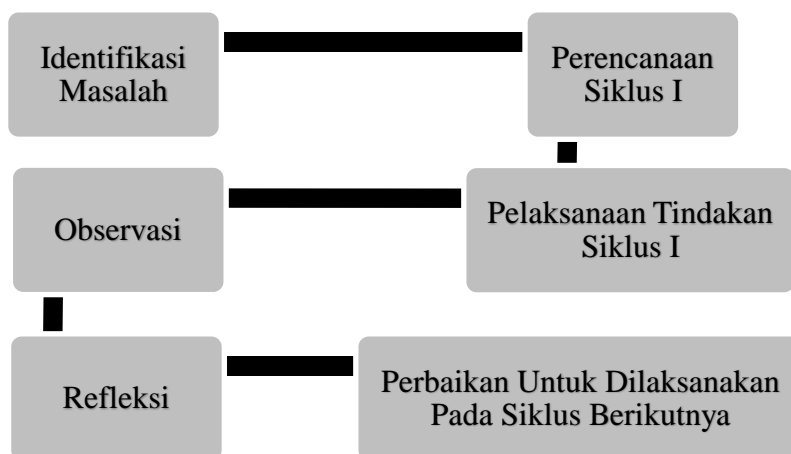 Identifikasi
Masalah
Perencanaan
Siklus I
Observasi
Pelaksanaan Tindakan
Siklus I
Refleksi
Perbaikan Untuk Dilaksanakan
Pada Siklus Berikutnya